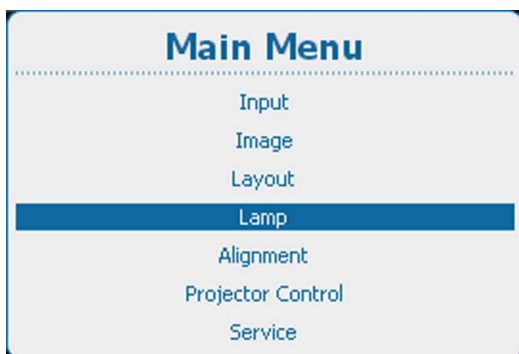 Main Menu
Input
Image
Layout
Lamp
Alignment
Projector Control
Service